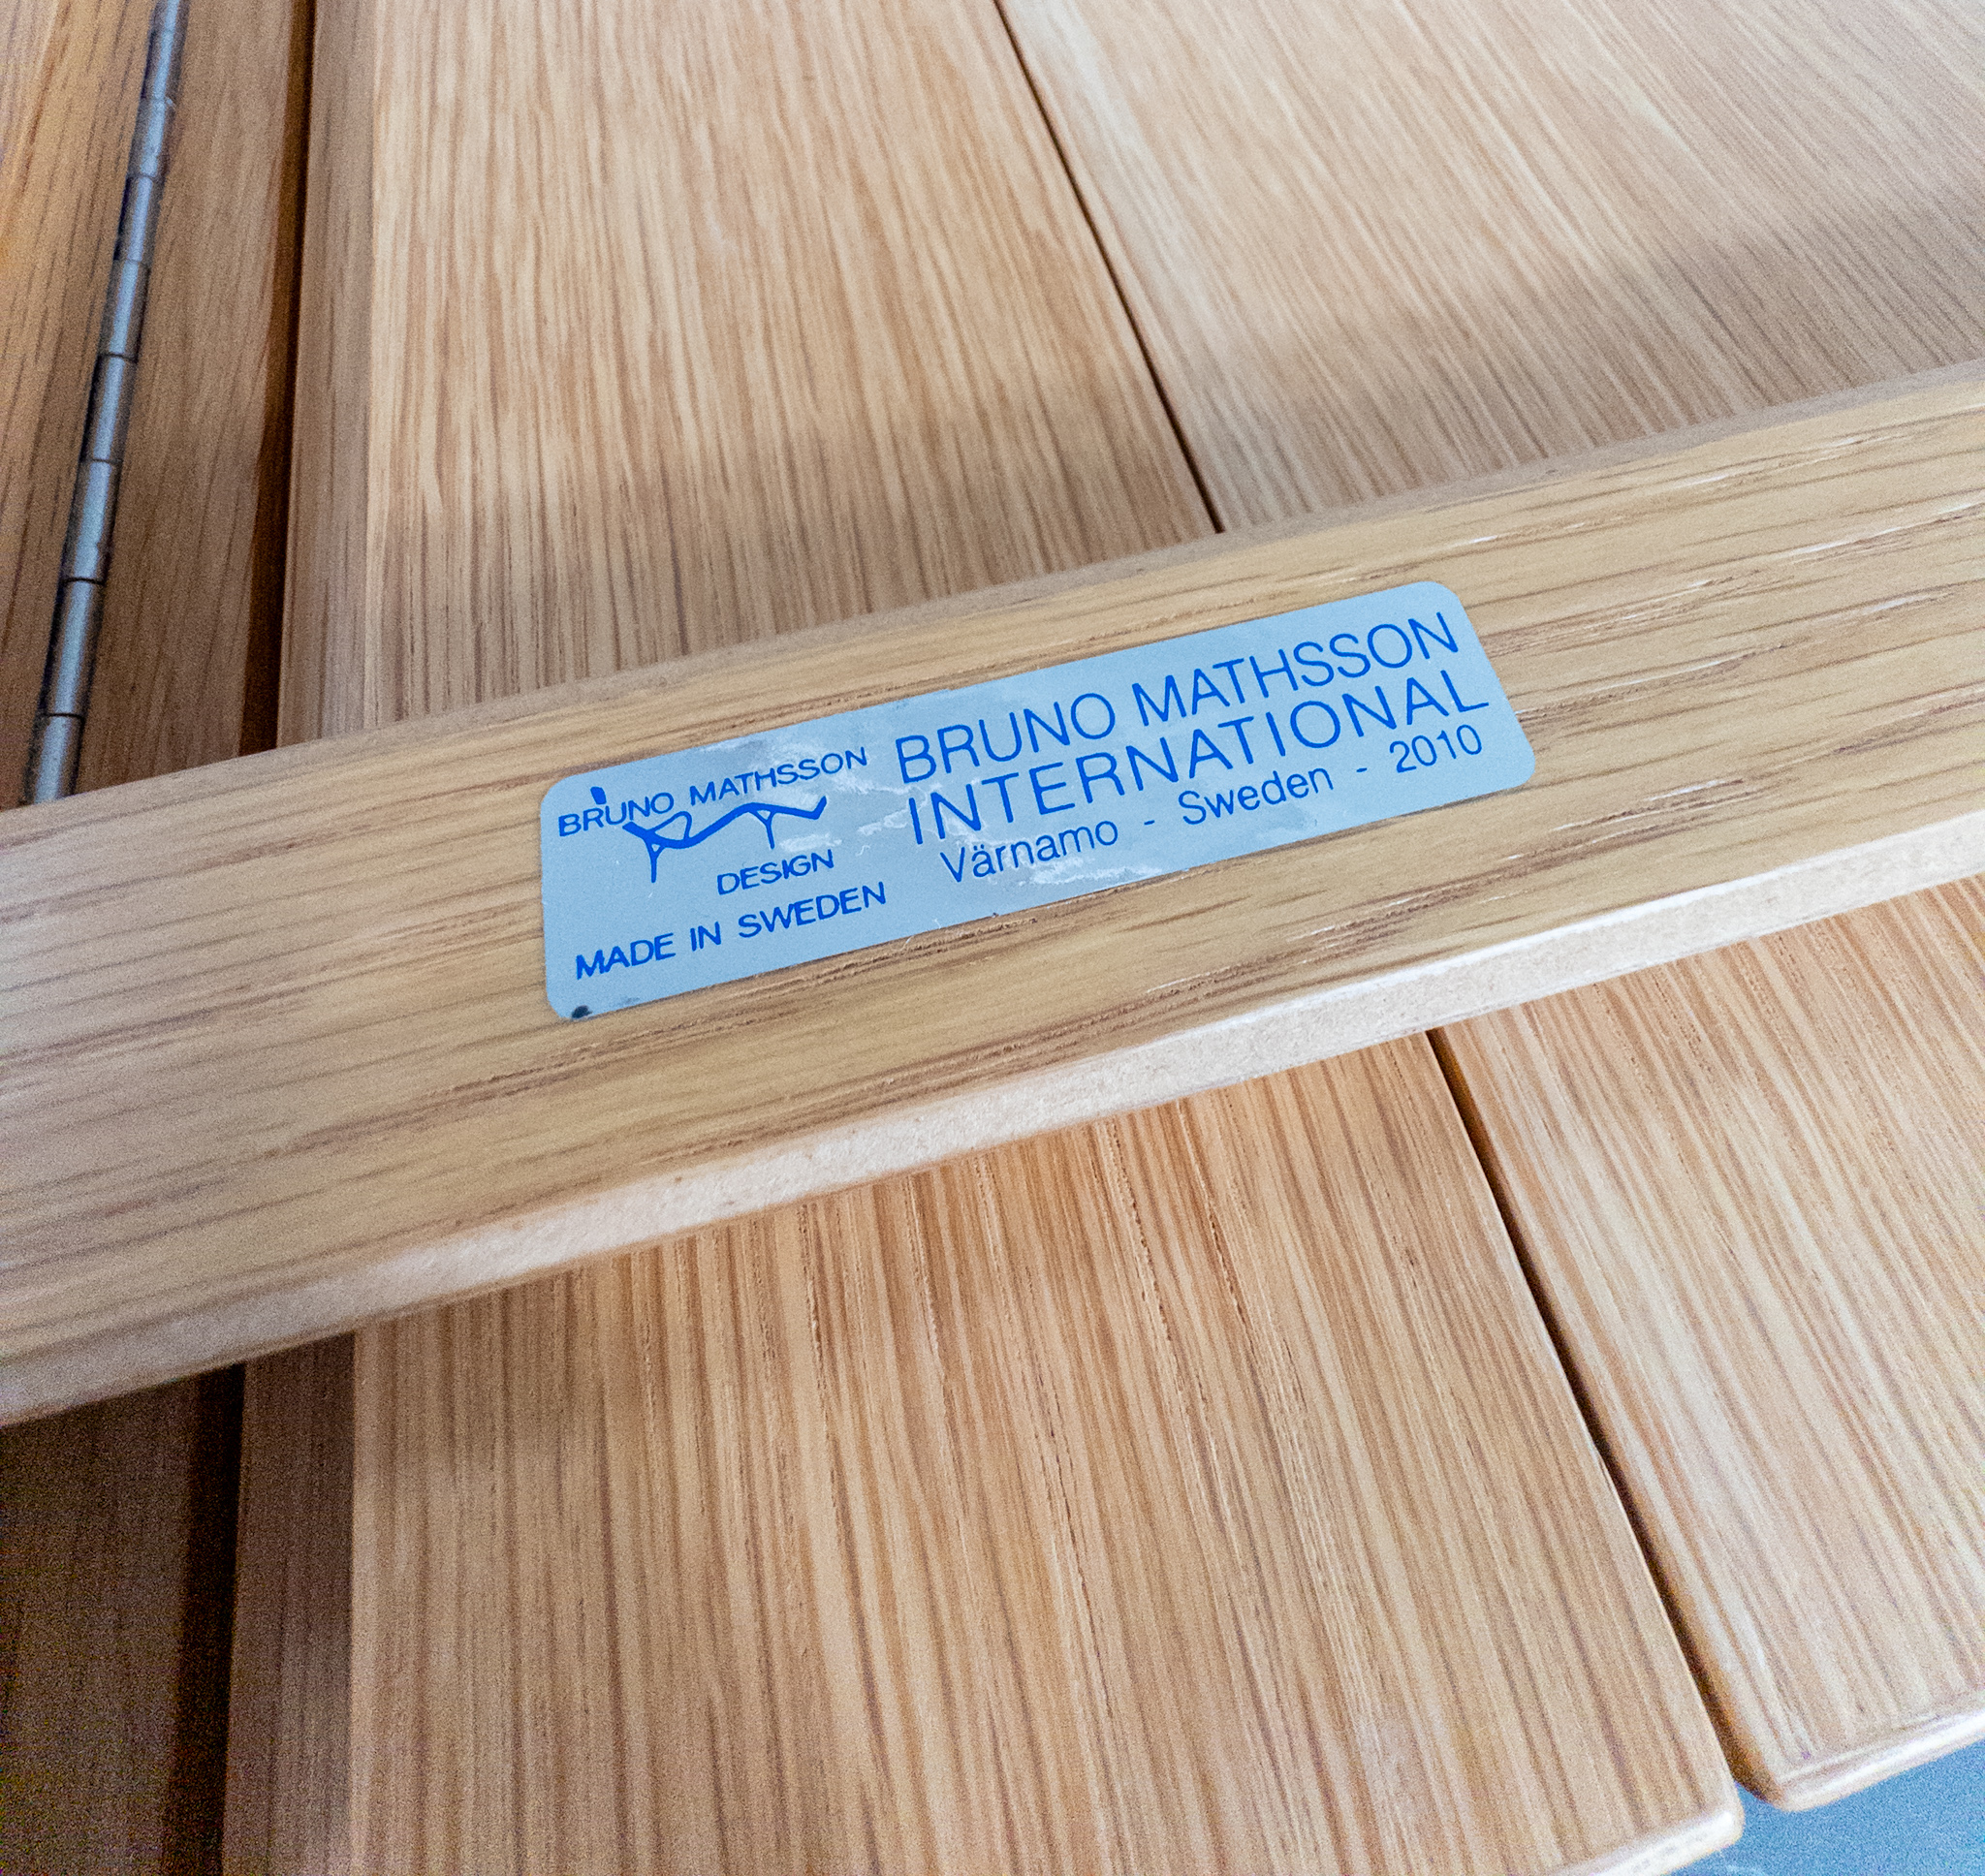 BRUNO MATHSSON
DESIGN
MADE IN SWEDEN
BRUNO MATHSSON
INTERNATIONAL
Värnamo - Sweden - 2010